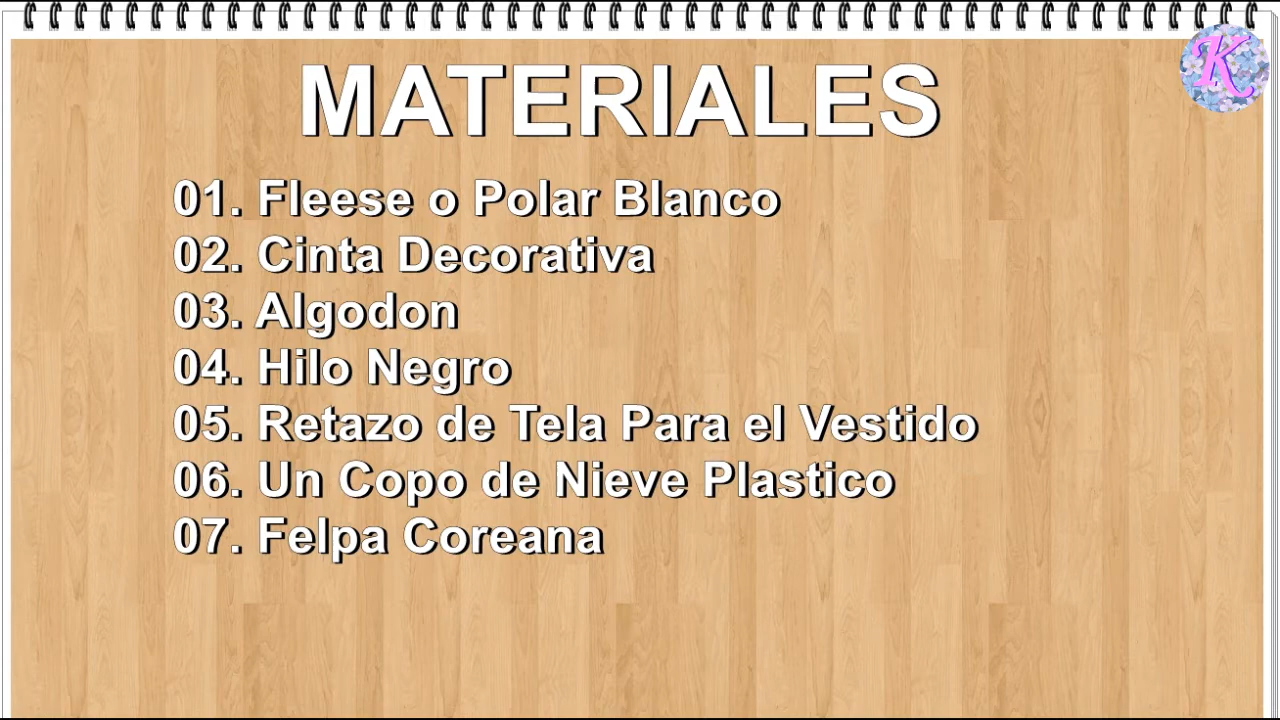 K
MATERIALES
01. Fleese o Polar Blanco
02. Cinta Decorativa
03. Algodon
04. Hilo Negro
05. Retazo de Tela Para el Vestido
06. Un Copo de Nieve Plastico
07. Felpa Coreana